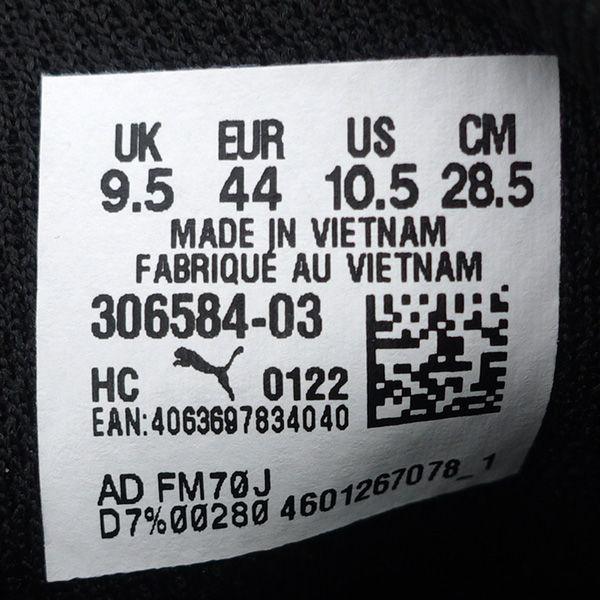 UK EUR US CM
9.5 44 10.5 28.5
MADE IN VIETNAM
FABRIQUÉ AU VIETNAM
306584-03
HC 0122
EAN:4063697834040
AD FM70J
D7%00280 4601267078_1